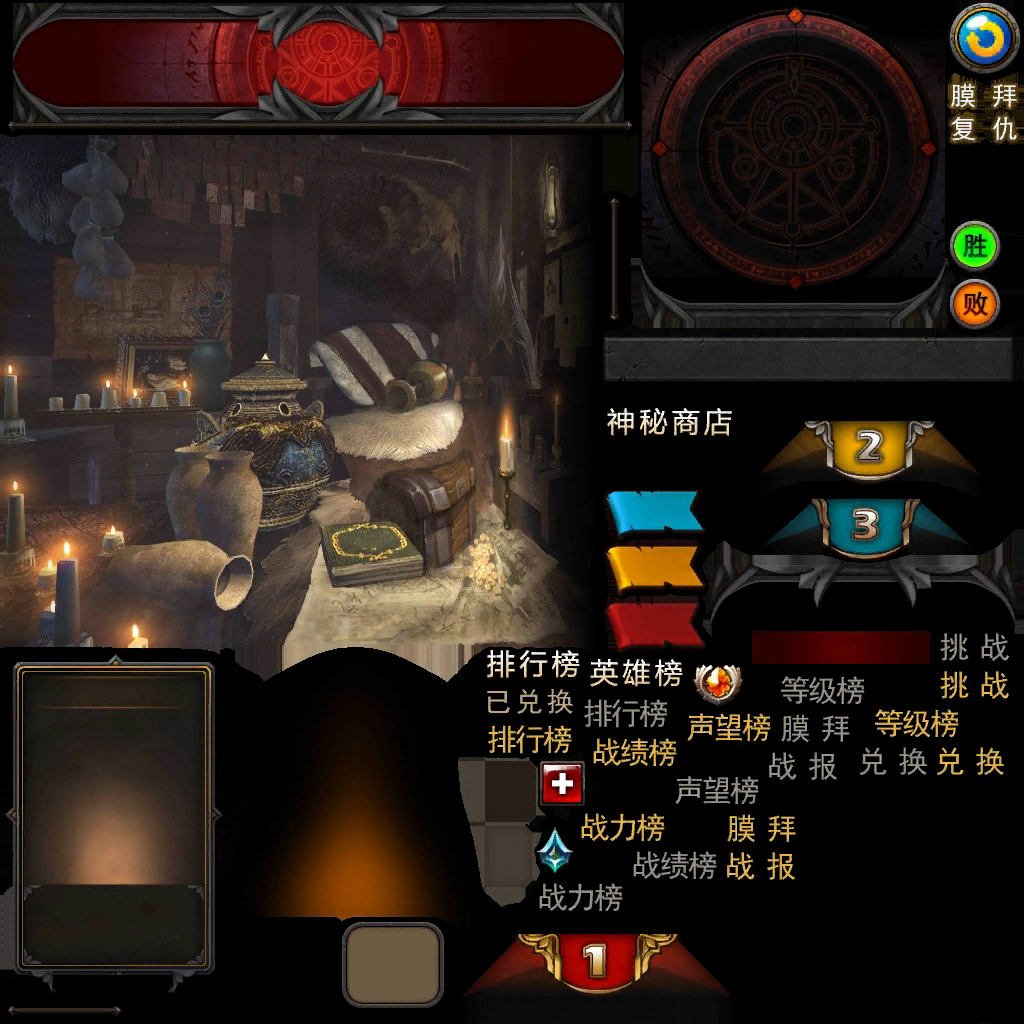 膜 拜
复 仇
胜
败
神秘商店
2
3
挑 战
排行榜
英雄榜
等级榜
挑 战
已兑换
排行榜
声望榜
膜 拜
等级榜
排行榜
战绩榜
战 报
兑 换
兑 换
声望榜
战力榜
膜 拜
战绩榜
战 报
战力榜
1